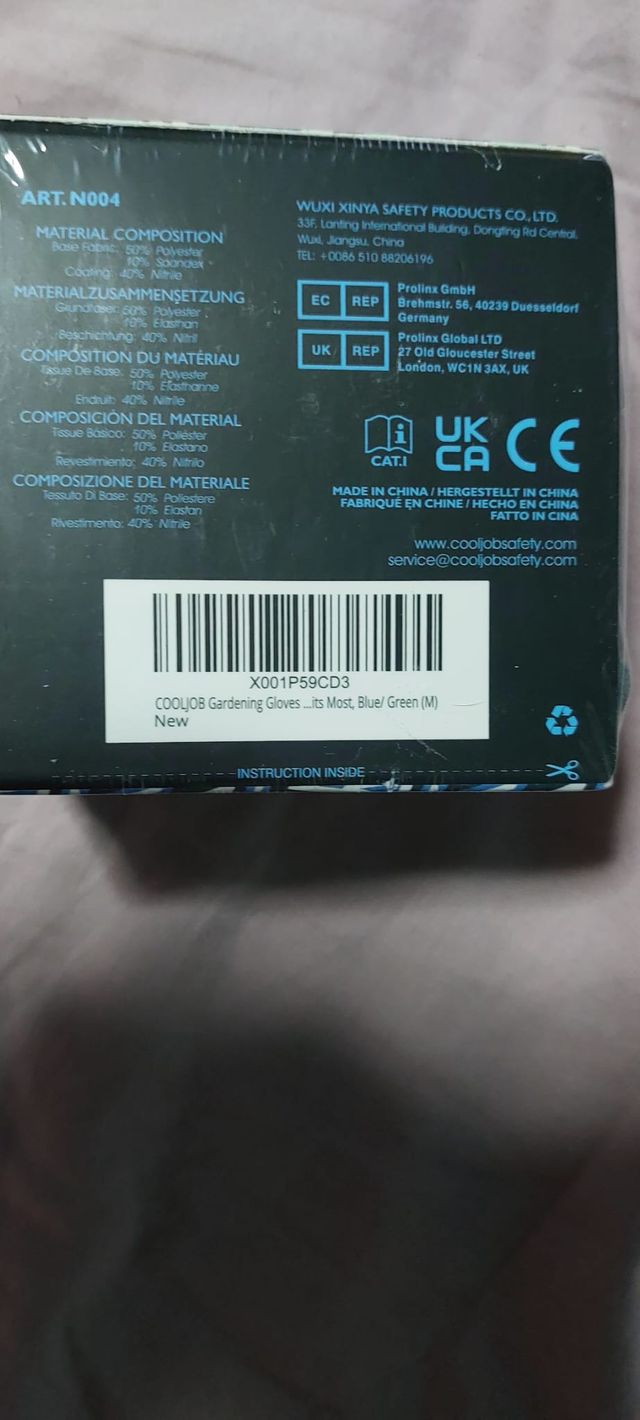 ART. N004
MATERIAL COMPOSITION
Base Fabric: 50% Polyester
10% Spandex
Coating: 40% Nitrile
MATERIALZUSAMMENSETZUNG
Grundfaser: 50% Polyester
10% Elasthan
Beschichtung: 40% Nitril
COMPOSITION DU MATÉRIAU
Tissue De Base: 50% Polyester
10% Élasthanne
Enduit: 40% Nitrile
COMPOSICIÓN DEL MATERIAL
Tissue Básico: 50% Poliéster
10% Elastano
Revestimiento: 40% Nitrilo
COMPOSIZIONE DEL MATERIALE
Tessuto Di Base: 50% Poliestere
10% Elastan
Rivestimento: 40% Nitrile
WUXI XINYA SAFETY PRODUCTS CO., LTD.
33F, Lanting International Building, Dongting Rd Central,
Wuxi, Jiangsu, China
TEL: +0086 510 88206196
EC REP
Prolinx GmbH
Brehmstr. 56, 40239 Duesseldorf
Germany
UK REP
Prolinx Global LTD
27 Old Gloucester Street
London, WC1N 3AX, UK
CAT.I
UK
CA
CE
MADE IN CHINA / HERGESTELLT IN CHINA
FABRIQUÉ EN CHINE / HECHO EN CHINA
FATTO IN CINA
www.cooljobsafety.com
service@cooljobsafety.com
X001P59CD3
COOLJOB Gardening Gloves ...its Most, Blue/ Green (M)
New
INSTRUCTION INSIDE